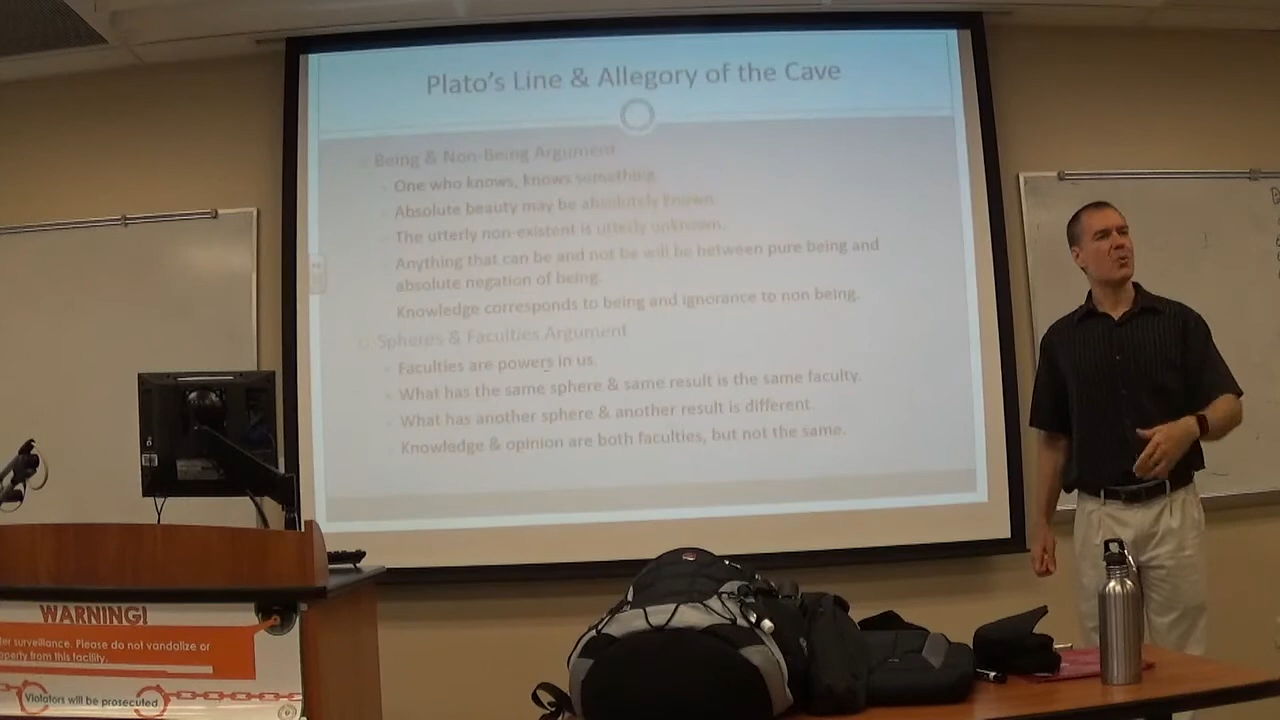 Plato's Line & Allegory of the Cave
Being & Non-Being Argument
One who knows, knows something.
Absolute beauty may be absolutely known.
The utterly non-existent is utterly unknown.
Anything that can be and not be will be between pure being and
absolute negation of being.
Knowledge corresponds to being and ignorance to non being.
Spheres & Faculties Argument
Faculties are powers in us.
What has the same sphere & same result is the same faculty.
What has another sphere & another result is different.
Knowledge & opinion are both faculties, but not the same.
WARNING!
surveillance. Please do not vandalize or
from this facility.
Violators will be prosecuted